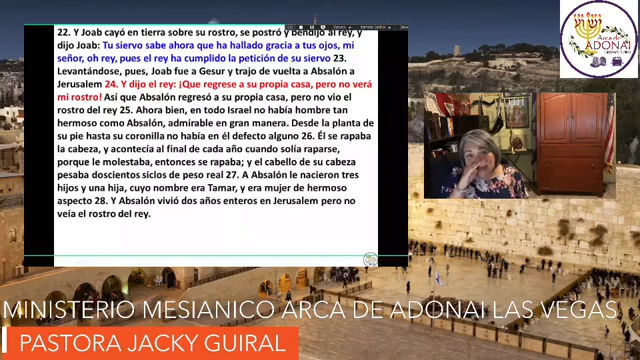 22. Y Joab cayó en tierra sobre su rostro, se postró y bendijo al rey, y
dijo Joab: Tu siervo sabe ahora que ha hallado gracia a tus ojos, mi
señor, oh rey, pues el rey ha cumplido la petición de su siervo 23.
Levantándose, pues, Joab fue a Gesur y trajo de vuelta a Absalón a
Jerusalem 24. Y dijo el rey: ¡Que regrese a su propia casa, pero no verá
mi rostro! Así que Absalón regresó a su propia casa, pero no vio el
rostro del rey 25. Ahora bien, en todo Israel no había hombre tan
hermoso como Absalón, admirable en gran manera. Desde la planta de
su pie hasta su coronilla no había en él defecto alguno 26. Él se rapaba
la cabeza, y acontecía al final de cada año cuando solía raparse,
porque le molestaba, entonces se rapaba; y el cabello de su cabeza
pesaba doscientos siclos de peso real 27. A Absalón le nacieron tres
hijos y una hija, cuyo nombre era Tamar, y era mujer de hermoso
aspecto 28. Y Absalón vivió dos años enteros en Jerusalem pero no
veía el rostro del rey.
Arca de
ADONAI
MINISTERIO MESIANICO ARCA DE ADONAI LAS VEGAS
PASTORA JACKY GUIRAL